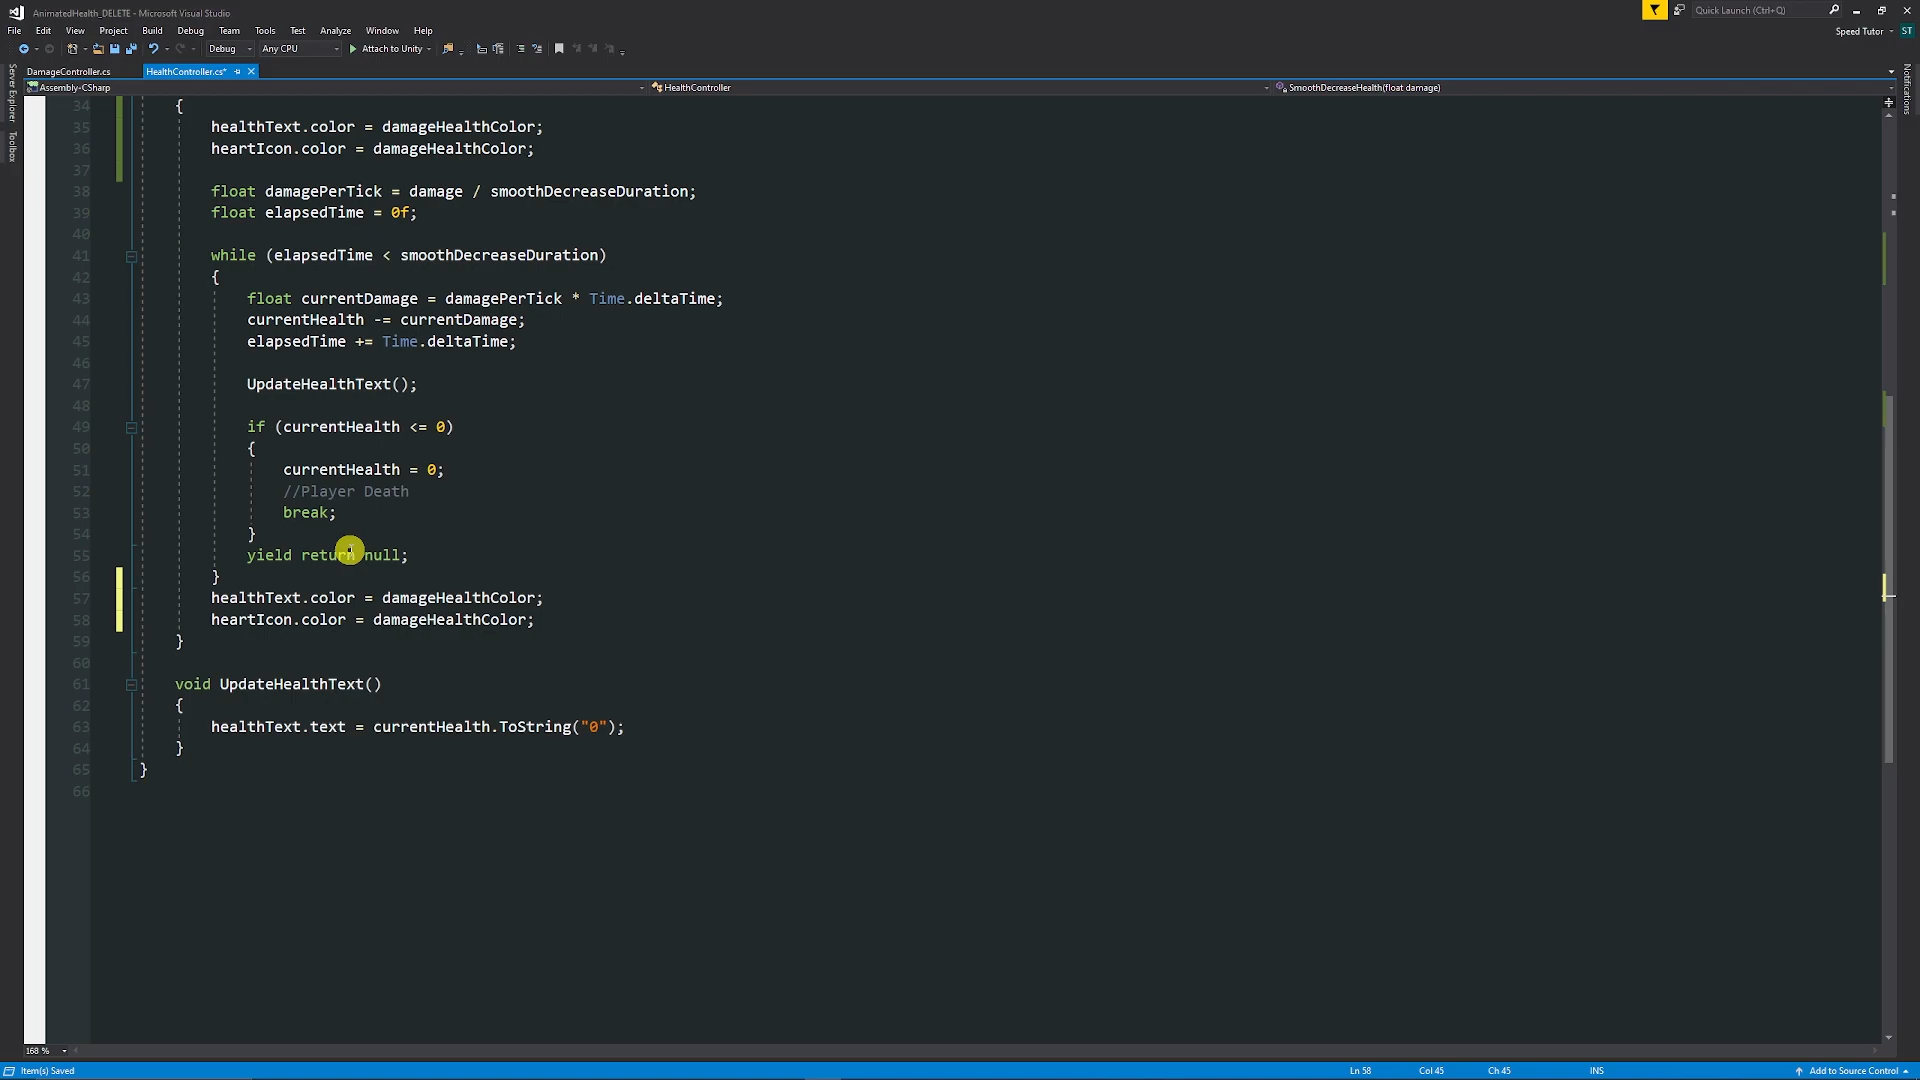 AnimatedHealth_DELETE - Microsoft Visual Studio
Quick Launch (Ctrl+Q)
File Edit View Project Build Debug Team Tools Test Analyze Window Help
Speed Tutor ST
Debug Any CPU Attach to Unity
DamageController.cs HealthController.cs*
Assembly-CSharp HealthController SmoothDecreaseHealth(float damage)
Server Explorer
Toolbox
Notifications
34 {
35 healthText.color = damageHealthColor;
36 heartIcon.color = damageHealthColor;
37
38 float damagePerTick = damage / smoothDecreaseDuration;
39 float elapsedTime = 0f;
40
41 while (elapsedTime < smoothDecreaseDuration)
42 {
43 float currentDamage = damagePerTick * Time.deltaTime;
44 currentHealth -= currentDamage;
45 elapsedTime += Time.deltaTime;
46
47 UpdateHealthText();
48
49 if (currentHealth <= 0)
50 {
51 currentHealth = 0;
52 //Player Death
53 break;
54 }
55 yield return null;
56 }
57 healthText.color = damageHealthColor;
58 heartIcon.color = damageHealthColor;
59 }
60
61 void UpdateHealthText()
62 {
63 healthText.text = currentHealth.ToString("0");
64 }
65 }
66
168 %
Item(s) Saved Ln 58 Col 45 Ch 45 INS Add to Source Control